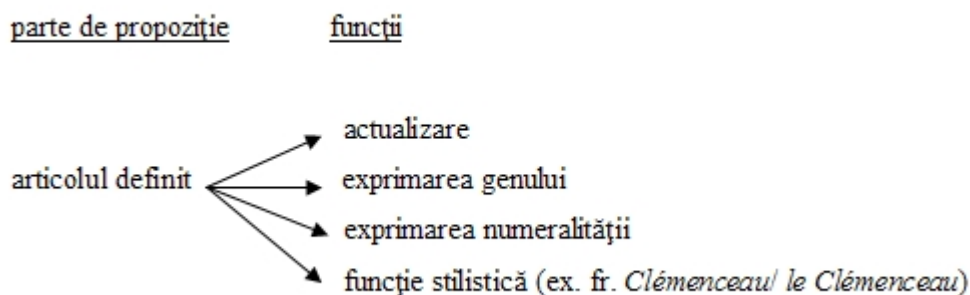 parte de propoziţie funcţii
actualizare
articolul definit exprimarea genului
exprimarea numeralităţii
funcţie stilistică (ex. fr. Clémenceau/ le Clémenceau)